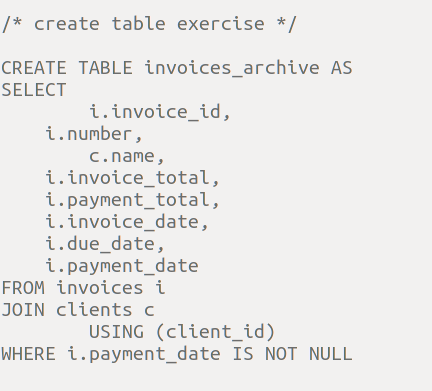 /* create table exercise */

CREATE TABLE invoices_archive AS
SELECT
        i.invoice_id,
    i.number,
        c.name,
    i.invoice_total,
    i.payment_total,
    i.invoice_date,
    i.due_date,
    i.payment_date
FROM invoices i
JOIN clients c
        USING (client_id)
WHERE i.payment_date IS NOT NULL